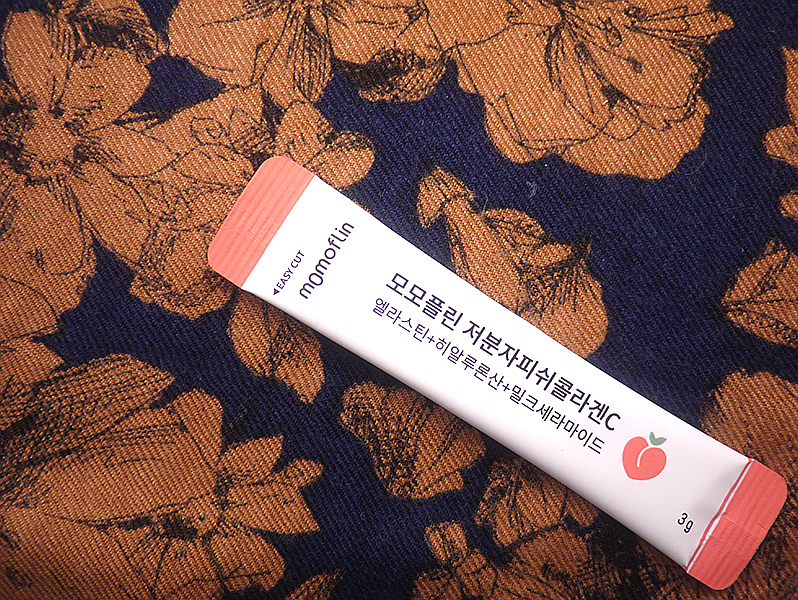 ◀EASY CUT
momoflin
모모플린 저분자피쉬콜라겐C
엘라스틴+히알루론산+밀크세라마이드
3g